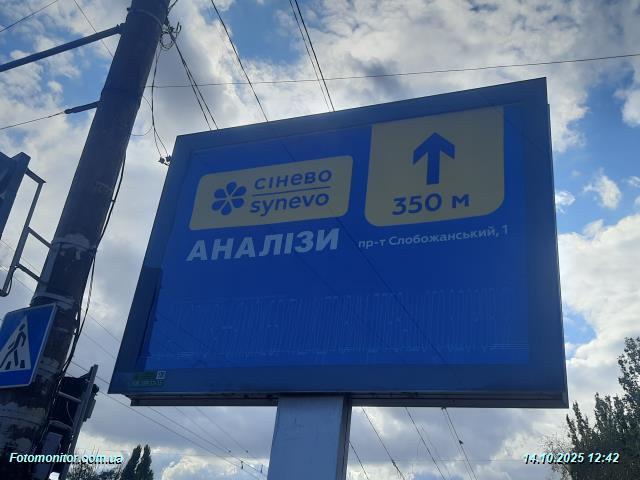 сінево
synevo
350 м
АНАЛІЗИ
пр-т Слобожанський, 1
Fotomonitor.com.ua
14.10.2025 12:42